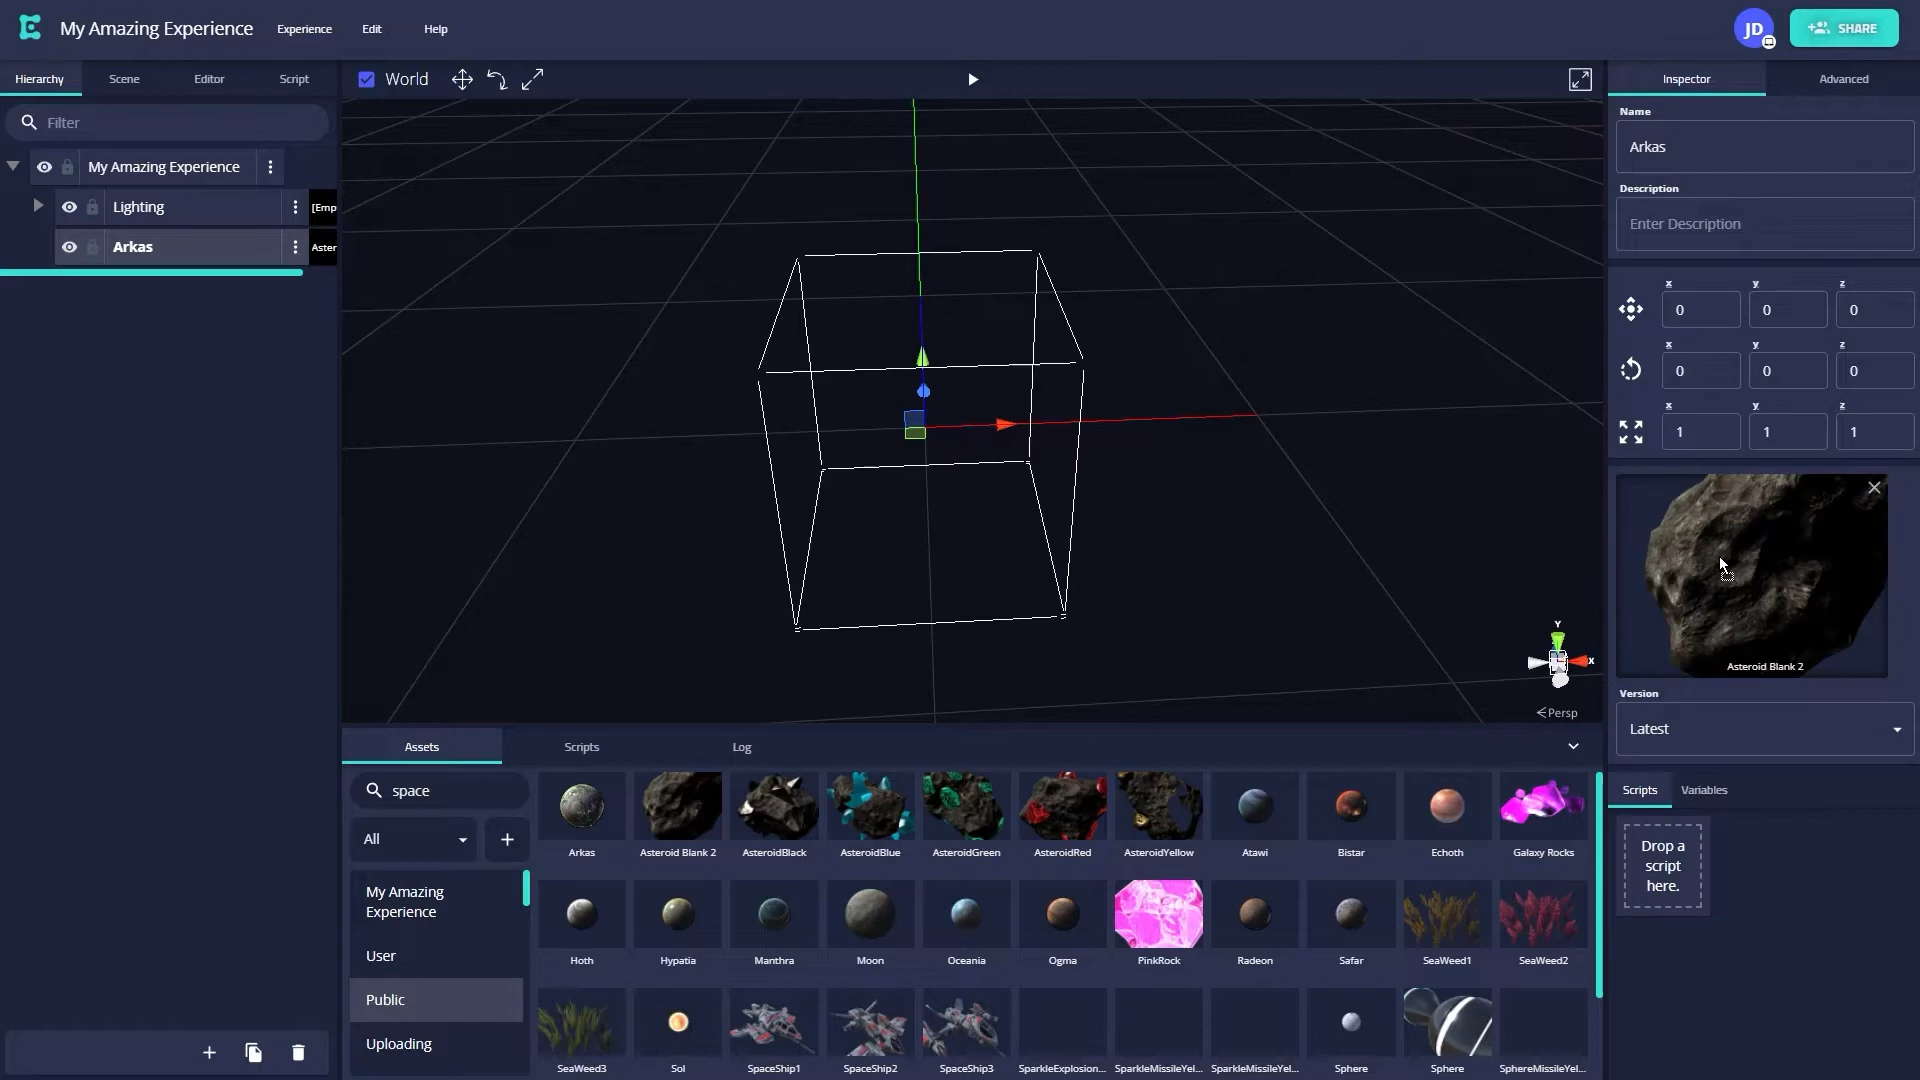 My Amazing Experience
Experience
Edit
Help
JD
SHARE
Hierarchy
Scene
Editor
Script
World
Inspector
Advanced
Filter
My Amazing Experience
Lighting
[Emp
Arkas
Aster
Name
Arkas
Description
Enter Description
x y z
0 0 0
x y z
0 0 0
x y z
1 1 1
Asteroid Blank 2
Version
Latest
Y
X
Persp
Assets
Scripts
Log
space
All
My Amazing
Experience
User
Public
Uploading
Arkas
Asteroid Blank 2
AsteroidBlack
AsteroidBlue
AsteroidGreen
AsteroidRed
AsteroidYellow
Atawi
Bistar
Echoth
Galaxy Rocks
Hoth
Hypatia
Manthra
Moon
Oceania
Ogma
PinkRock
Radeon
Safar
SeaWeed1
SeaWeed2
SeaWeed3
Sol
SpaceShip1
SpaceShip2
SpaceShip3
SparkleExplosion...
SparkleMissileYel...
SparkleMissileYel...
Sphere
Sphere
SphereMissileYel...
Scripts
Variables
Drop a
script
here.